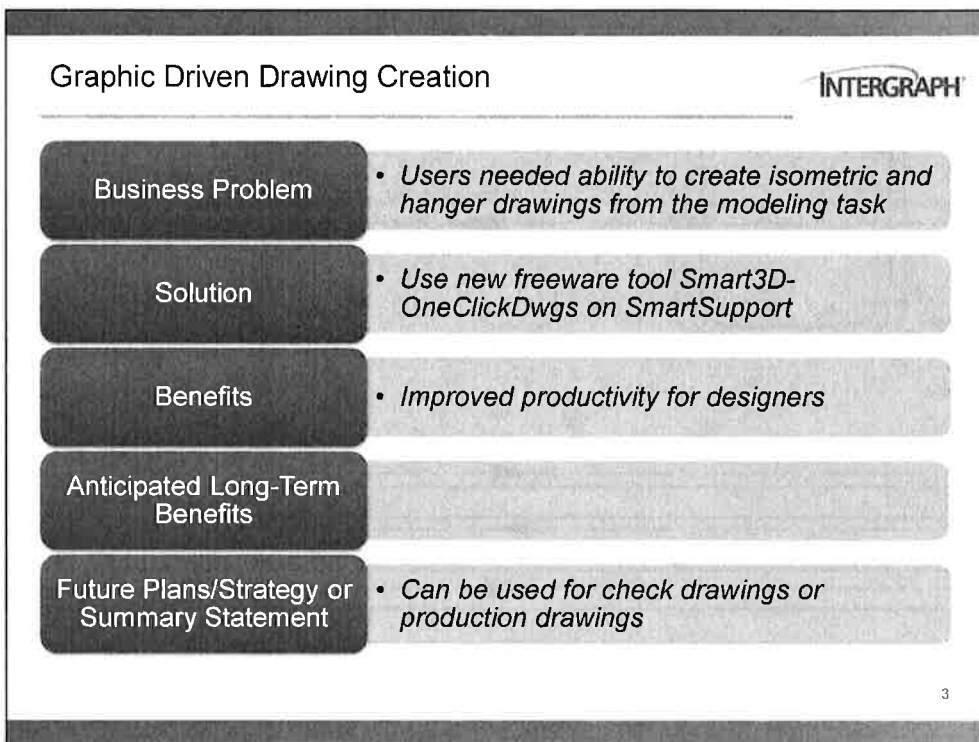 Graphic Driven Drawing Creation
INTERGRAPH
Business Problem
• Users needed ability to create isometric and
hanger drawings from the modeling task
Solution
• Use new freeware tool Smart3D-
OneClickDwgs on SmartSupport
Benefits
• Improved productivity for designers
Anticipated Long-Term
Benefits
Future Plans/Strategy or
Summary Statement
• Can be used for check drawings or
production drawings
3